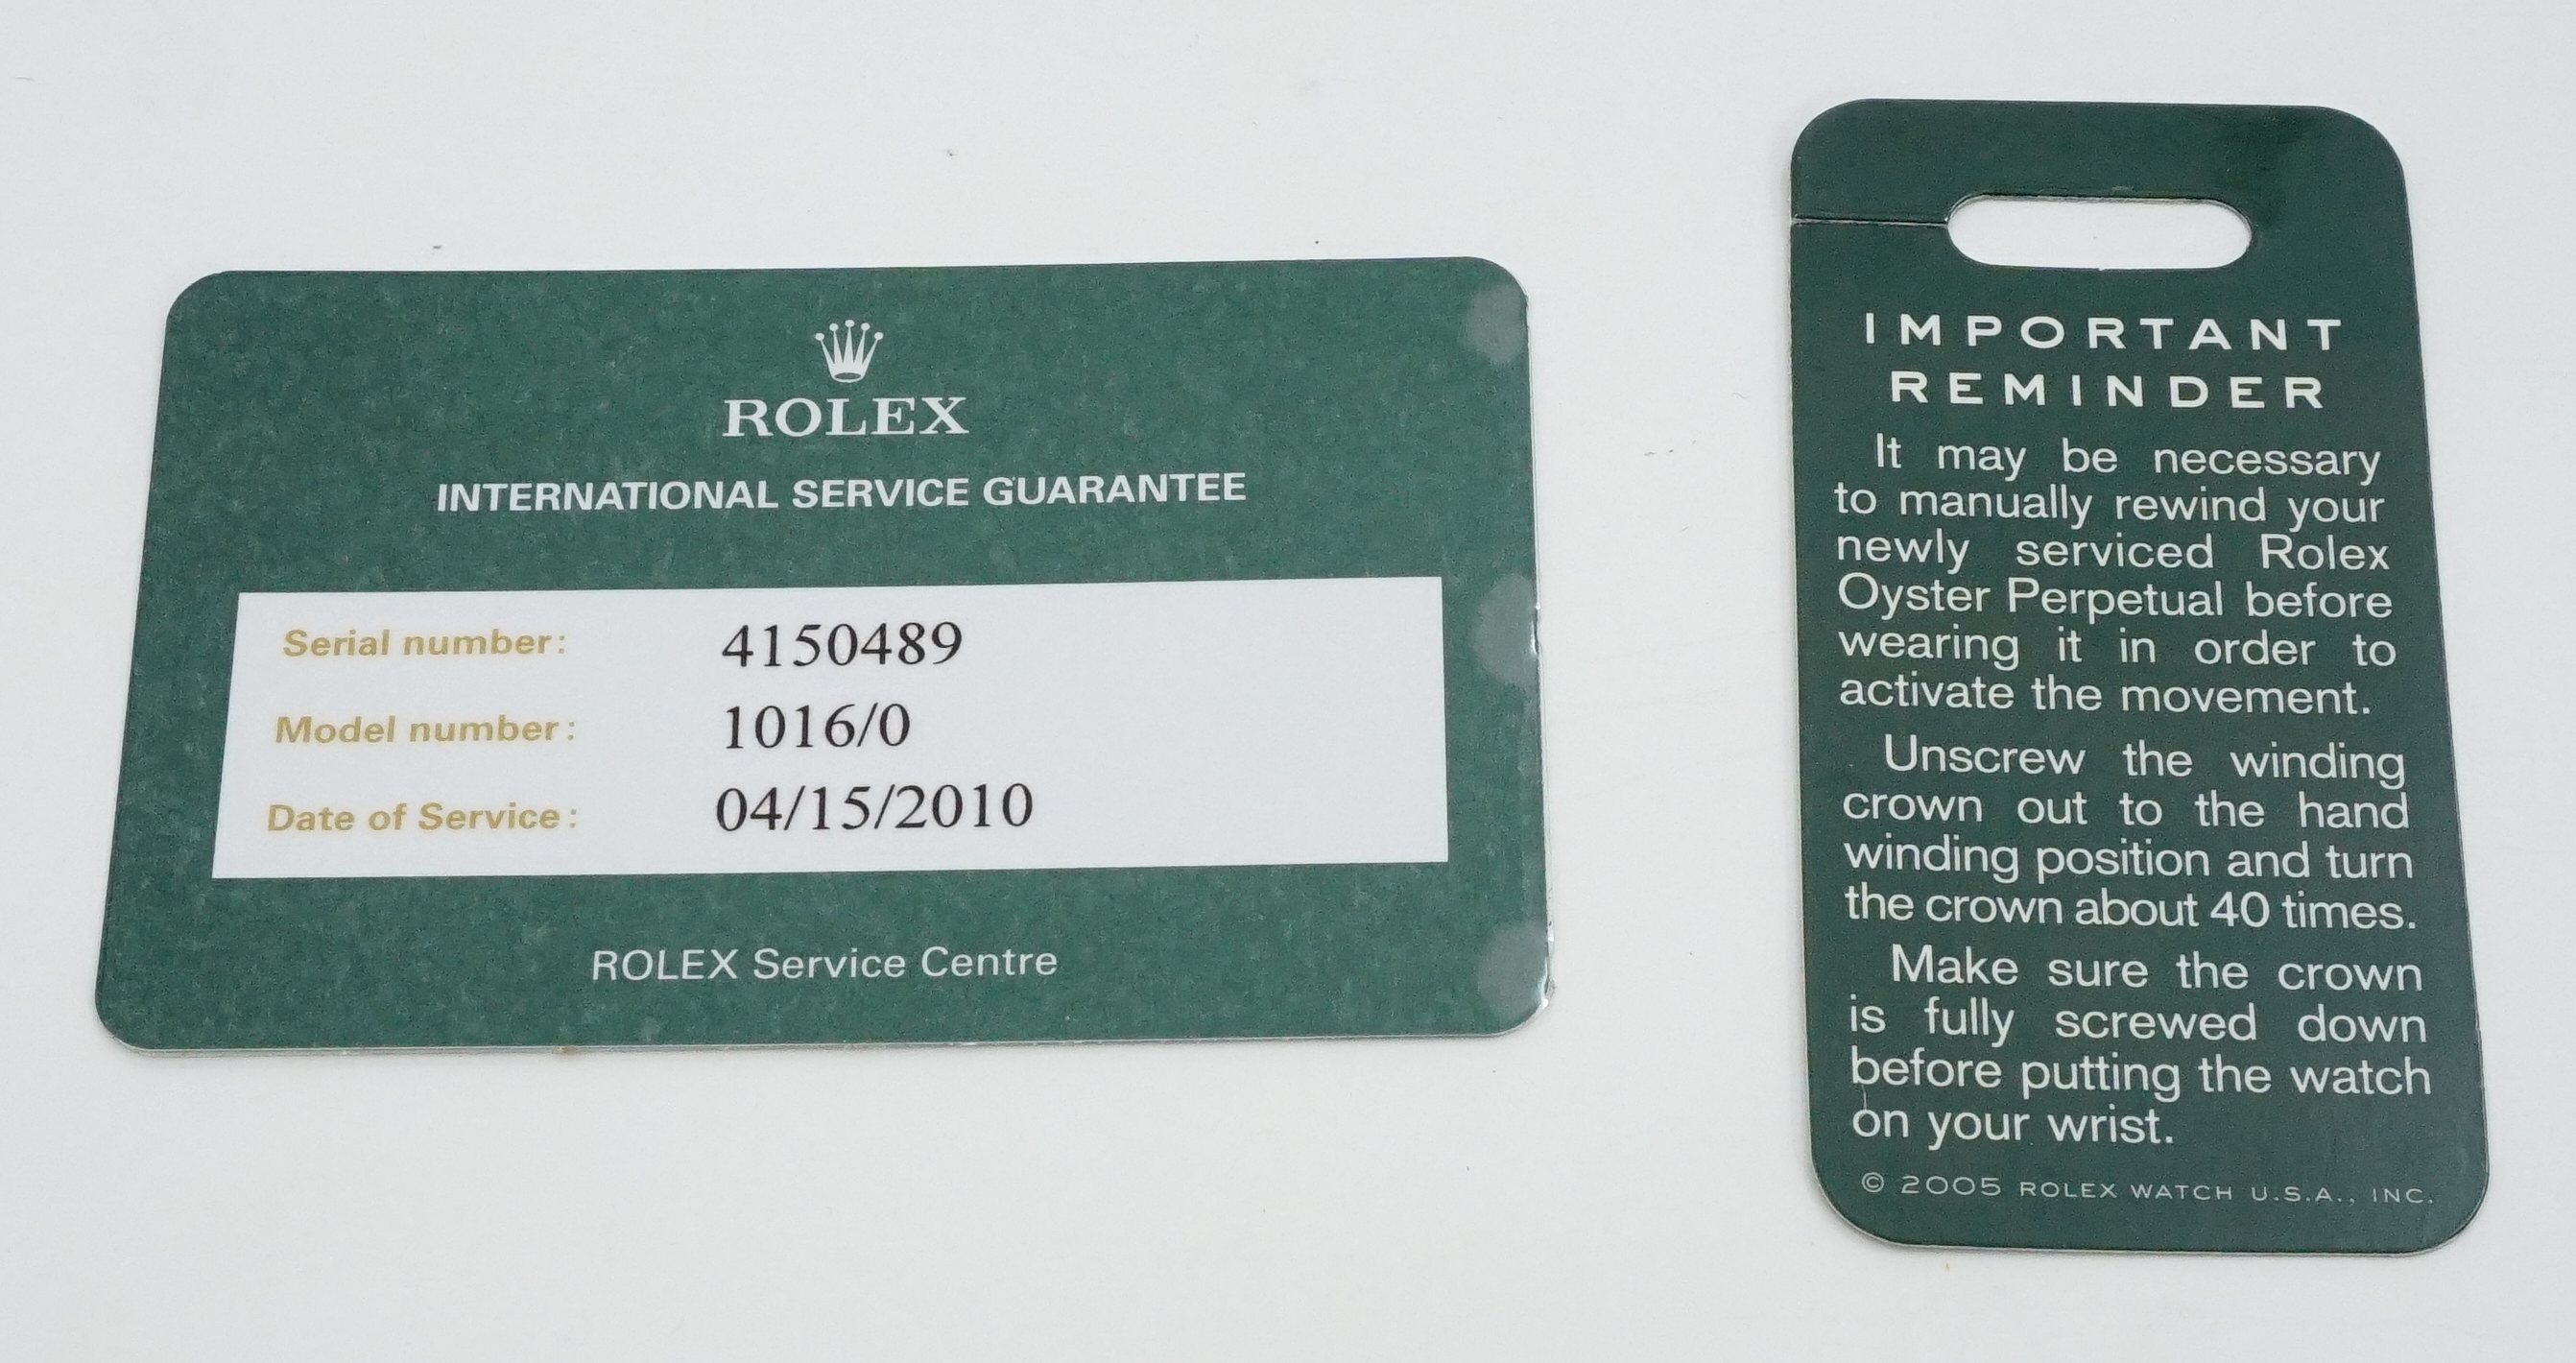 ROLEX
INTERNATIONAL SERVICE GUARANTEE
Serial number: 4150489
Model number: 1016/0
Date of Service: 04/15/2010
ROLEX Service Centre
IMPORTANT
REMINDER
It may be necessary
to manually rewind your
newly serviced Rolex
Oyster Perpetual before
wearing it in order to
activate the movement.
Unscrew the winding
crown out to the hand
winding position and turn
the crown about 40 times.
Make sure the crown
is fully screwed down
before putting the watch
on your wrist.
© 2005 ROLEX WATCH U.S.A., INC.